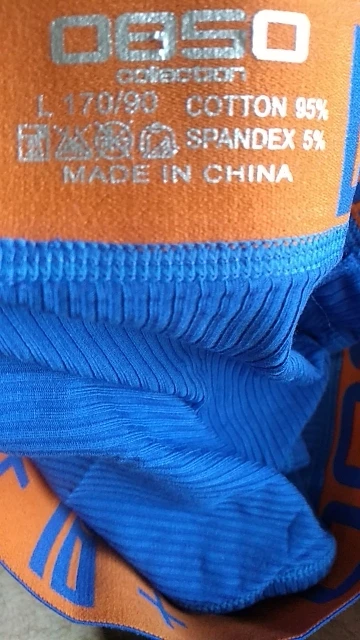 OBSO
collection
L 170/90 COTTON 95%
SPANDEX 5%
MADE IN CHINA